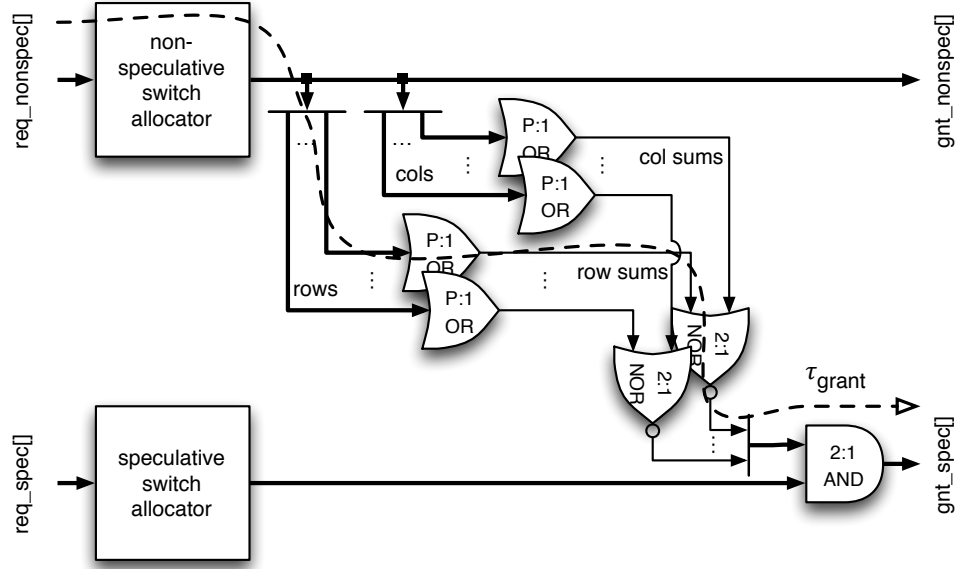 req_nonspec[]
non-
speculative
switch
allocator
gnt_nonspec[]
...
...
cols
...
P:1
OR
...
col sums
P:1
OR
rows
...
P:1
OR
...
row sums
P:1
OR
2:1
NOR
2:1
NOR
τgrant
...
req_spec[]
speculative
switch
allocator
2:1
AND
gnt_spec[]